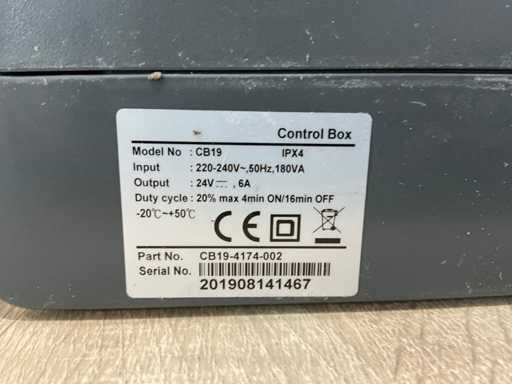 Control Box
Model No : CB19 IPX4
Input : 220-240V~,50Hz,180VA
Output : 24V⎓ , 6A
Duty cycle : 20% max 4min ON/16min OFF
-20℃~+50℃
CE
Part No. CB19-4174-002
Serial No.
201908141467